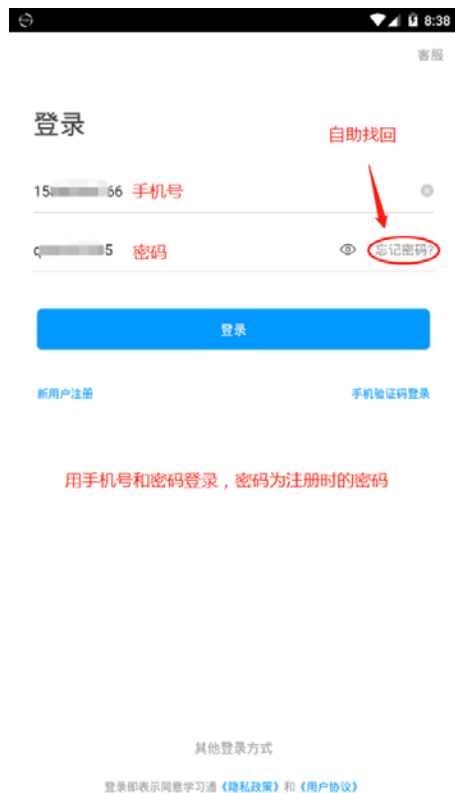 8:38
客服
登录
自助找回
15 66 手机号
q 5 密码 忘记密码?
登录
新用户注册 手机验证码登录
用手机号和密码登录，密码为注册时的密码
其他登录方式
登录即表示同意学习通《隐私政策》和《用户协议》